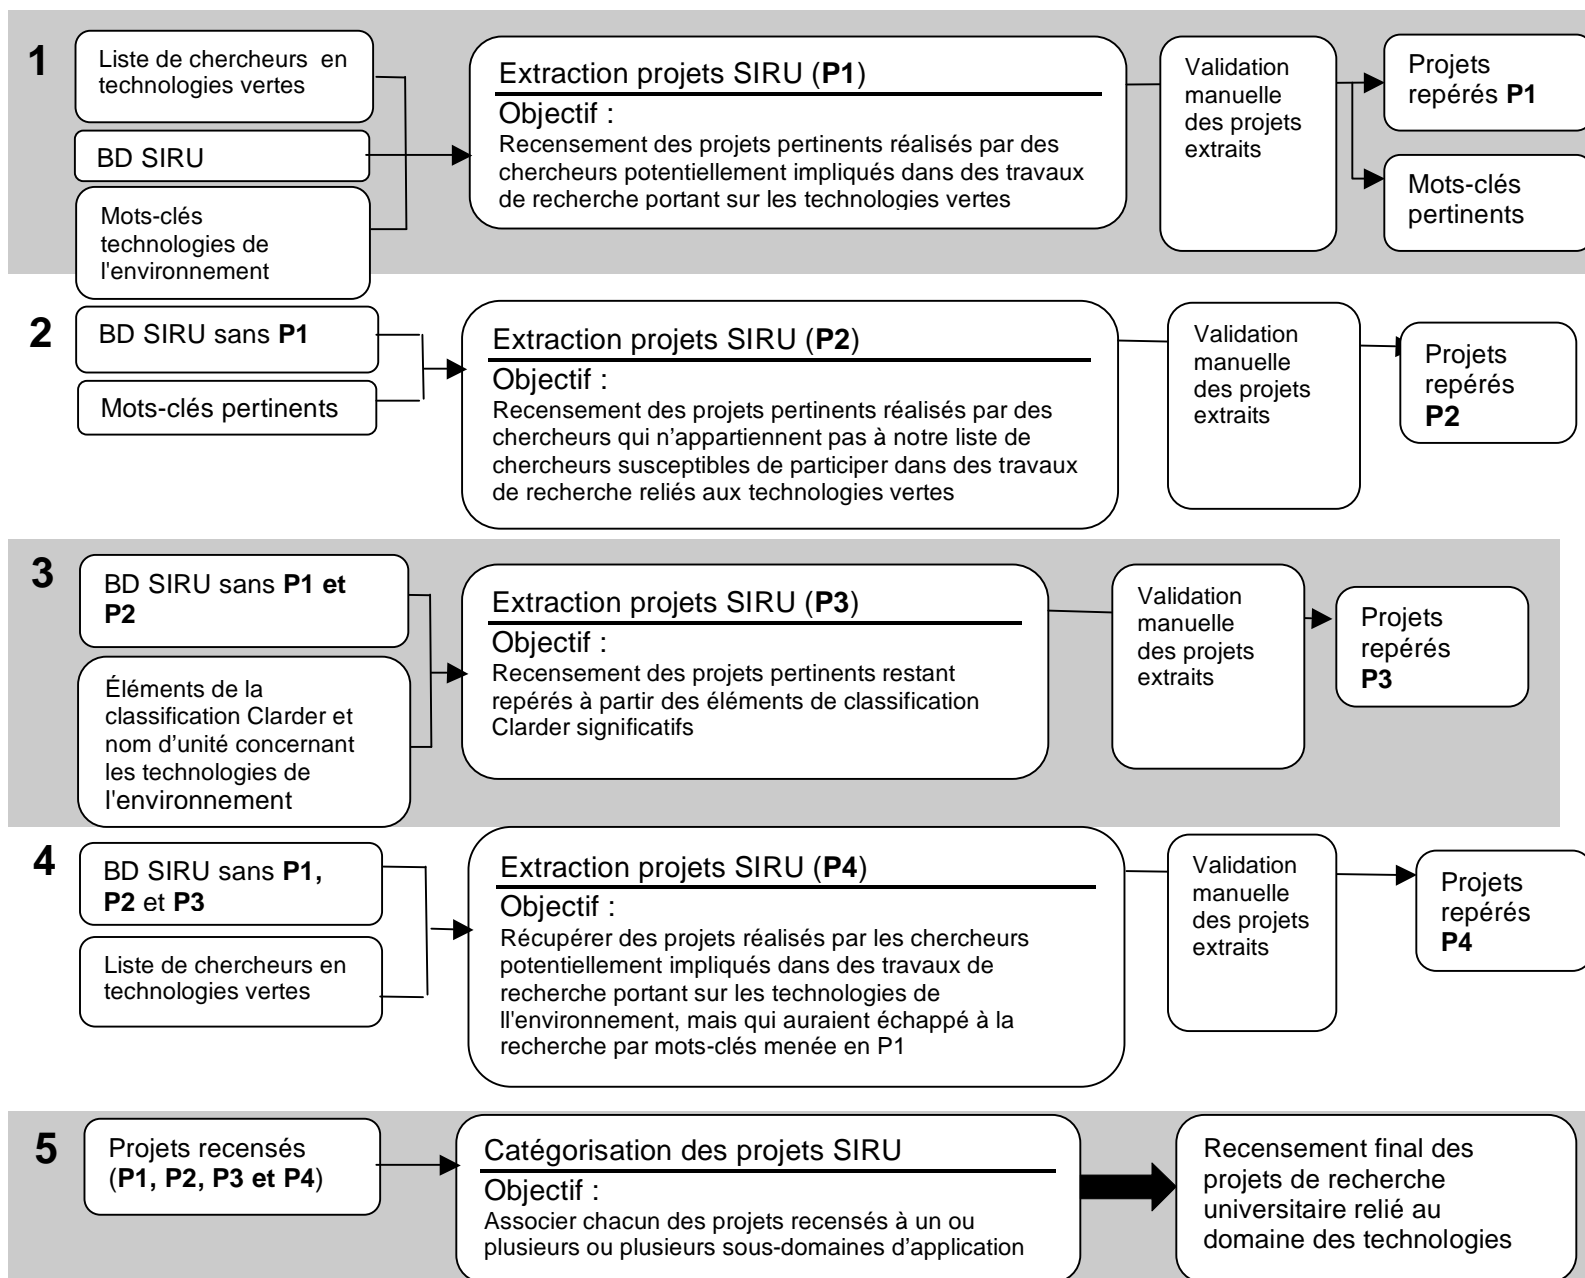 1
Liste de chercheurs en
technologies vertes
BD SIRU
Mots-clés
technologies de
l'environnement
Extraction projets SIRU (P1)
Objectif :
Recensement des projets pertinents réalisés par des
chercheurs potentiellement impliqués dans des travaux
de recherche portant sur les technologies vertes
Validation
manuelle
des projets
extraits
Projets
repérés P1
Mots-clés
pertinents
2
BD SIRU sans P1
Mots-clés pertinents
Extraction projets SIRU (P2)
Objectif :
Recensement des projets pertinents réalisés par des
chercheurs qui n’appartiennent pas à notre liste de
chercheurs susceptibles de participer dans des travaux
de recherche reliés aux technologies vertes
Validation
manuelle
des projets
extraits
Projets
repérés
P2
3
BD SIRU sans P1 et
P2
Éléments de la
classification Clarder et
nom d’unité concernant
les technologies de
l'environnement
Extraction projets SIRU (P3)
Objectif :
Recensement des projets pertinents restant
repérés à partir des éléments de classification
Clarder significatifs
Validation
manuelle
des projets
extraits
Projets
repérés
P3
4
BD SIRU sans P1,
P2 et P3
Liste de chercheurs en
technologies vertes
Extraction projets SIRU (P4)
Objectif :
Récupérer des projets réalisés par les chercheurs
potentiellement impliqués dans des travaux de
recherche portant sur les technologies de
ll'environnement, mais qui auraient échappé à la
recherche par mots-clés menée en P1
Validation
manuelle
des projets
extraits
Projets
repérés
P4
5
Projets recensés
(P1, P2, P3 et P4)
Catégorisation des projets SIRU
Objectif :
Associer chacun des projets recensés à un ou
plusieurs ou plusieurs sous-domaines d’application
Recensement final des
projets de recherche
universitaire relié au
domaine des technologies